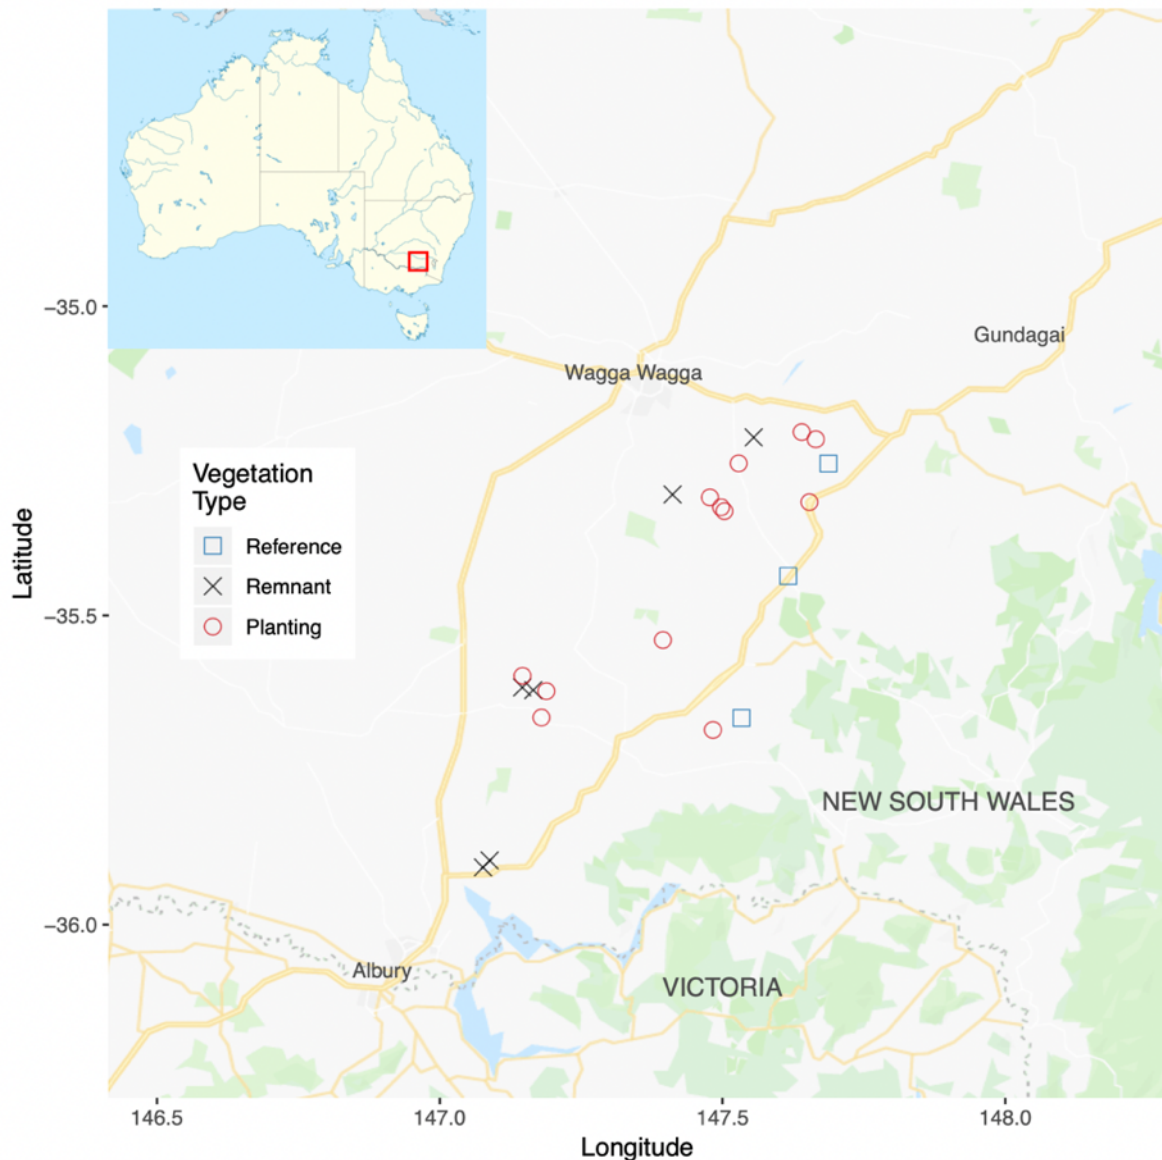 −35.0
Gundagai
Wagga Wagga
Vegetation
Type
Reference
Remnant
Planting
Latitude
−35.5
NEW SOUTH WALES
−36.0
Albury
VICTORIA
146.5
147.0
147.5
148.0
Longitude